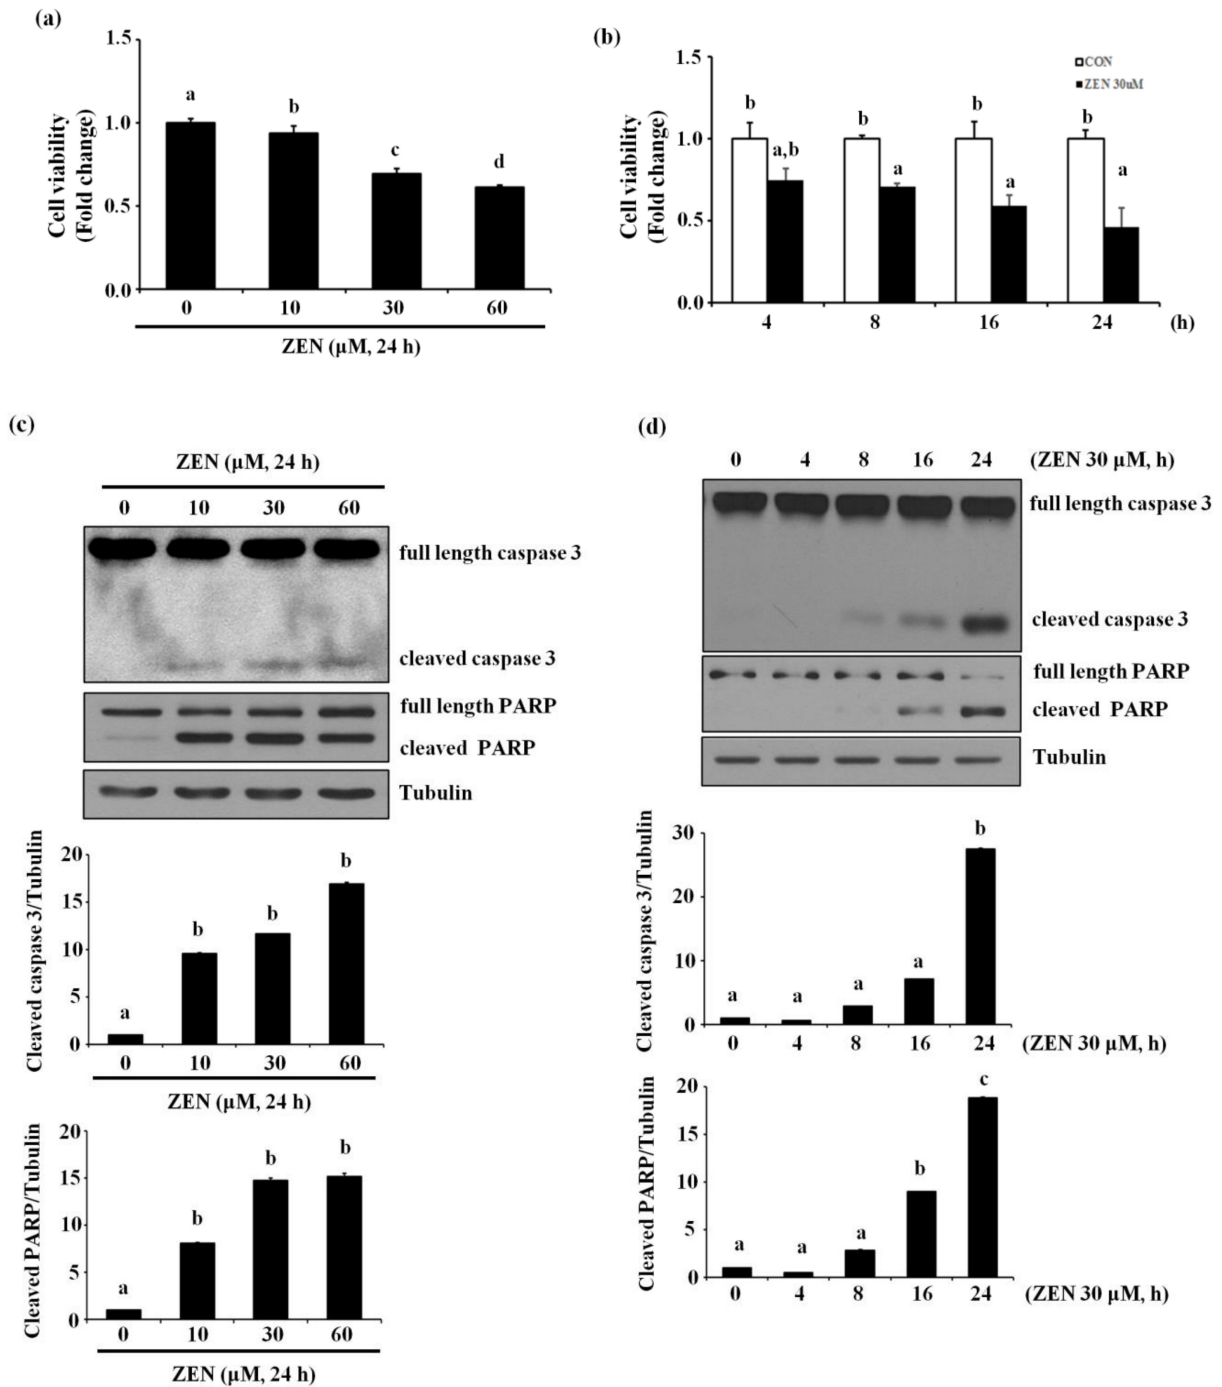 (a)
1.5
1.0
0.5
0.0
Cell viability
(Fold change)
a
b
c
d
0 10 30 60
ZEN (µM, 24 h)
(b)
1.5
1.0
0.5
0.0
Cell viability
(Fold change)
CON
ZEN 30uM
b
a,b
b
a
b
a
b
a
4 8 16 24 (h)
(c)
ZEN (µM, 24 h)
0 10 30 60
full length caspase 3
cleaved caspase 3
full length PARP
cleaved PARP
Tubulin
Cleaved caspase 3/Tubulin
20
15
10
5
0
a
b
b
b
0 10 30 60
ZEN (µM, 24 h)
Cleaved PARP/Tubulin
20
15
10
5
0
a
b
b
b
0 10 30 60
ZEN (µM, 24 h)
(d)
0 4 8 16 24 (ZEN 30 µM, h)
full length caspase 3
cleaved caspase 3
full length PARP
cleaved PARP
Tubulin
Cleaved caspase 3/Tubulin
30
20
10
0
a
a
a
a
b
0 4 8 16 24 (ZEN 30 µM, h)
Cleaved PARP/Tubulin
20
15
10
5
0
a
a
a
b
c
0 4 8 16 24 (ZEN 30 µM, h)